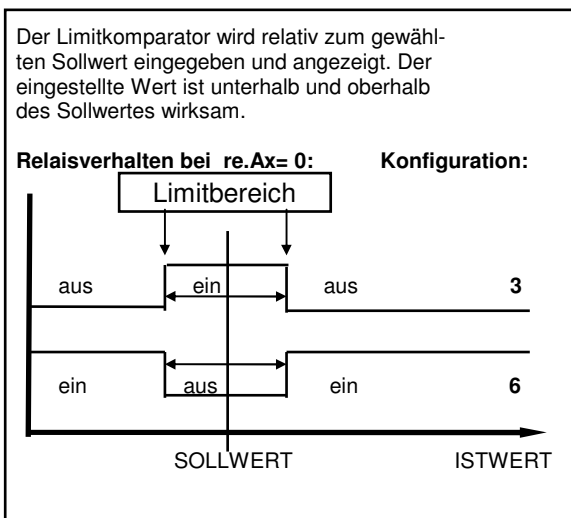 Der Limitkomparator wird relativ zum gewähl-
ten Sollwert eingegeben und angezeigt. Der
eingestellte Wert ist unterhalb und oberhalb
des Sollwertes wirksam.
Relaisverhalten bei re.Ax= 0: Konfiguration:
Limitbereich
aus ein aus 3
ein aus ein 6
SOLLWERT ISTWERT